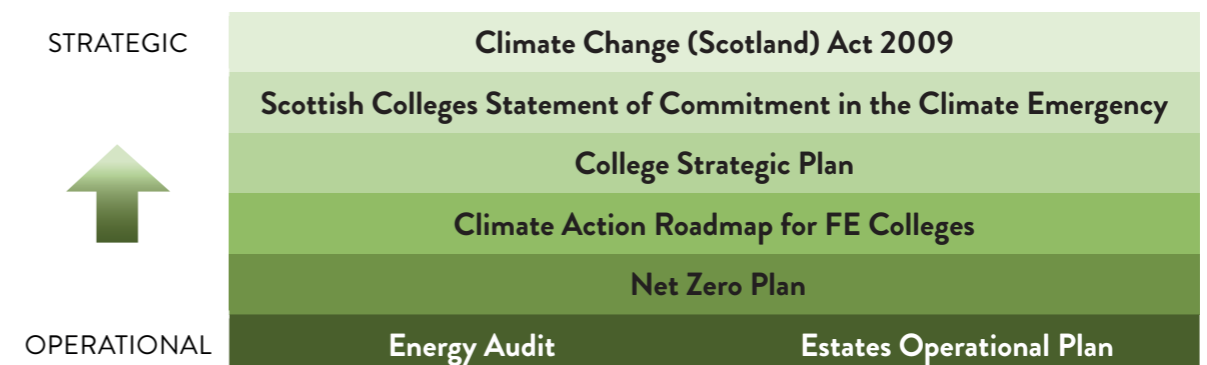 STRATEGIC
Climate Change (Scotland) Act 2009
Scottish Colleges Statement of Commitment in the Climate Emergency
College Strategic Plan
Climate Action Roadmap for FE Colleges
Net Zero Plan
OPERATIONAL
Energy Audit
Estates Operational Plan